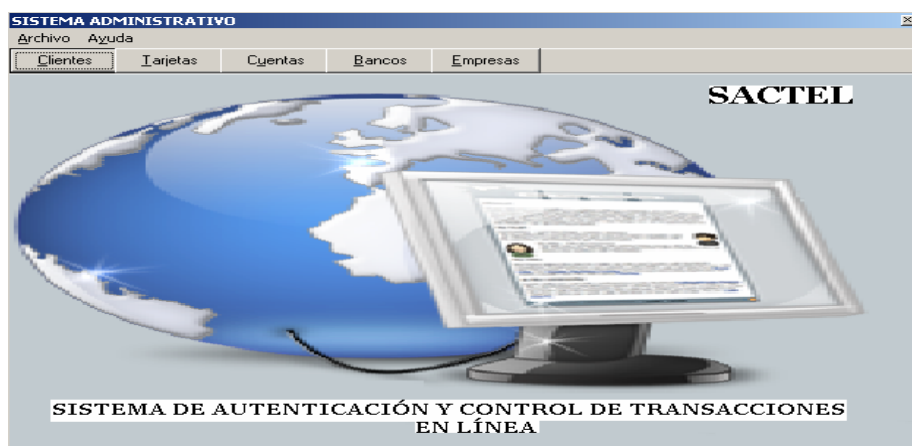 SISTEMA ADMINISTRATIVO
Archivo Ayuda
Clientes Tarjetas Cuentas Bancos Empresas
SACTEL
SISTEMA DE AUTENTICACIÓN Y CONTROL DE TRANSACCIONES
EN LÍNEA